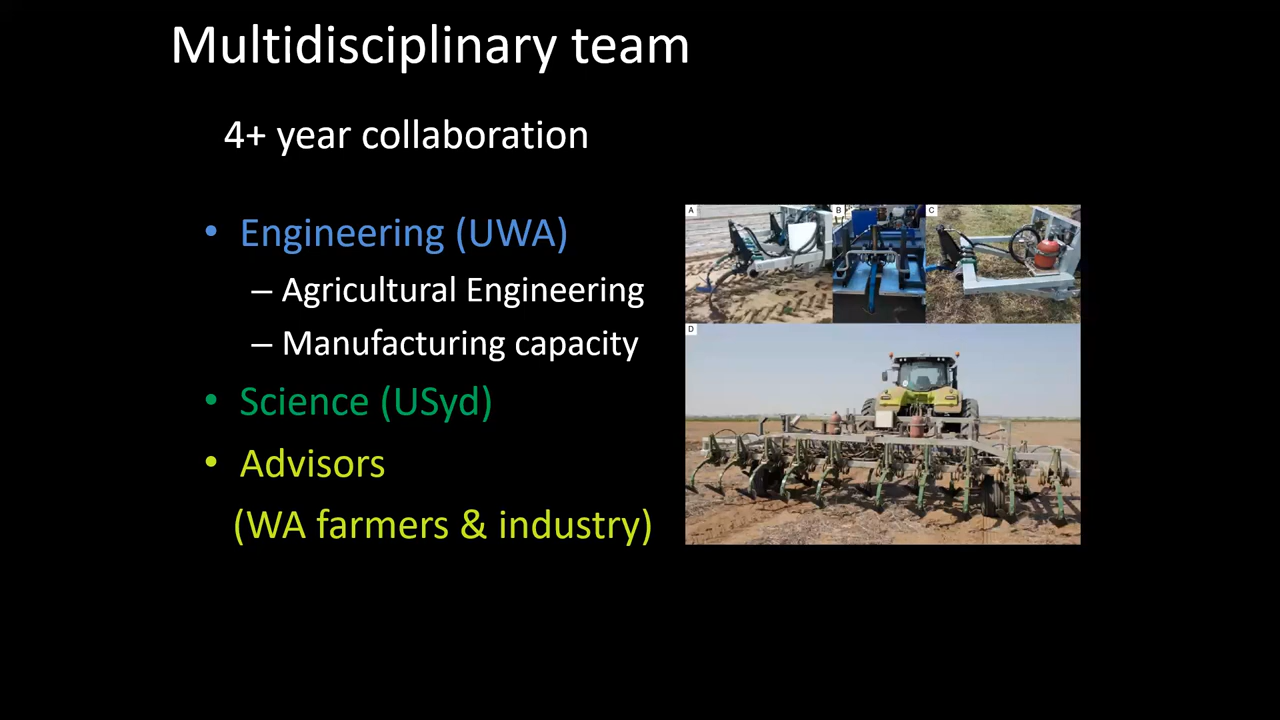 Multidisciplinary team
4+ year collaboration
• Engineering (UWA)
– Agricultural Engineering
– Manufacturing capacity
• Science (USyd)
• Advisors
(WA farmers & industry)
A
B
C
D